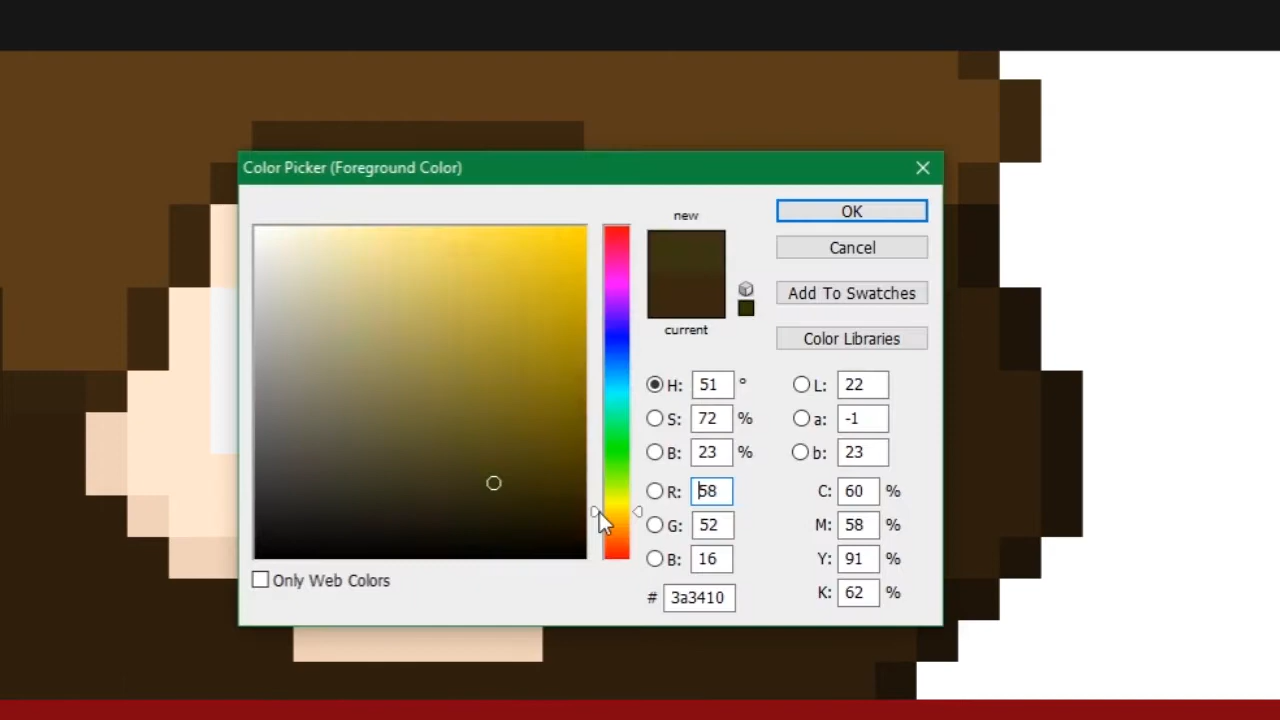 Color Picker (Foreground Color)
new
OK
Cancel
Add To Swatches
current
Color Libraries
H: 51 °
L: 22
S: 72 %
a: -1
B: 23 %
b: 23
R: 58
C: 60 %
G: 52
M: 58 %
B: 16
Y: 91 %
Only Web Colors
# 3a3410
K: 62 %